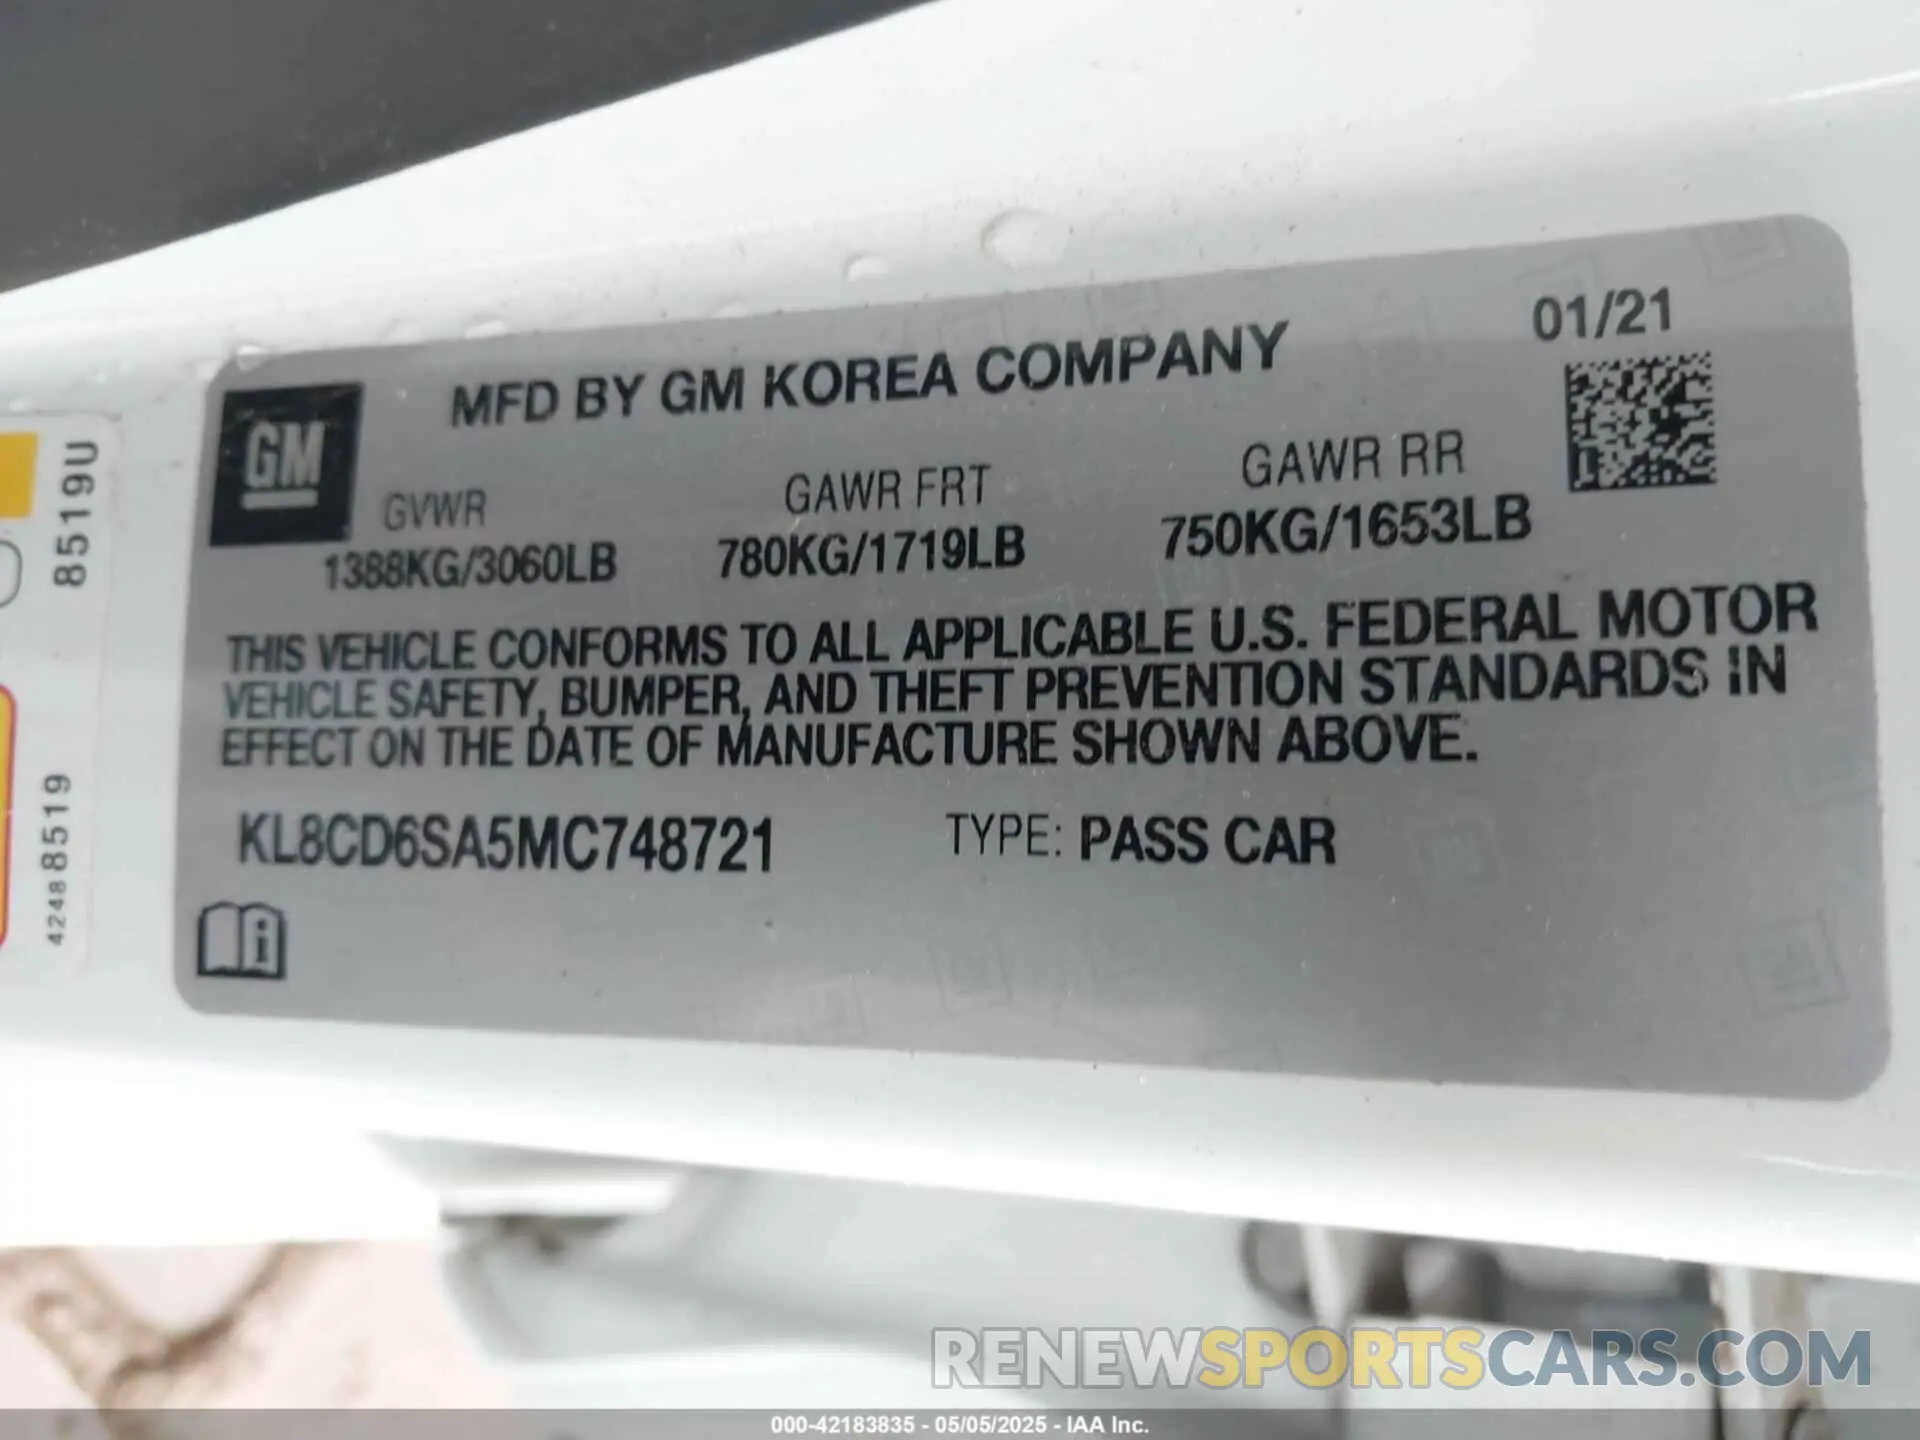 01/21
MFD BY GM KOREA COMPANY
GM
GVWR GAWR FRT GAWR RR
1388KG/3060LB 780KG/1719LB 750KG/1653LB
THIS VEHICLE CONFORMS TO ALL APPLICABLE U.S. FEDERAL MOTOR
VEHICLE SAFETY, BUMPER, AND THEFT PREVENTION STANDARDS IN
EFFECT ON THE DATE OF MANUFACTURE SHOWN ABOVE.
KL8CD6SA5MC748721 TYPE: PASS CAR
i
85119U
4248 8519
RENEWSPORTSCARS.COM
000-42183835 - 05/05/2025 - IAA Inc.